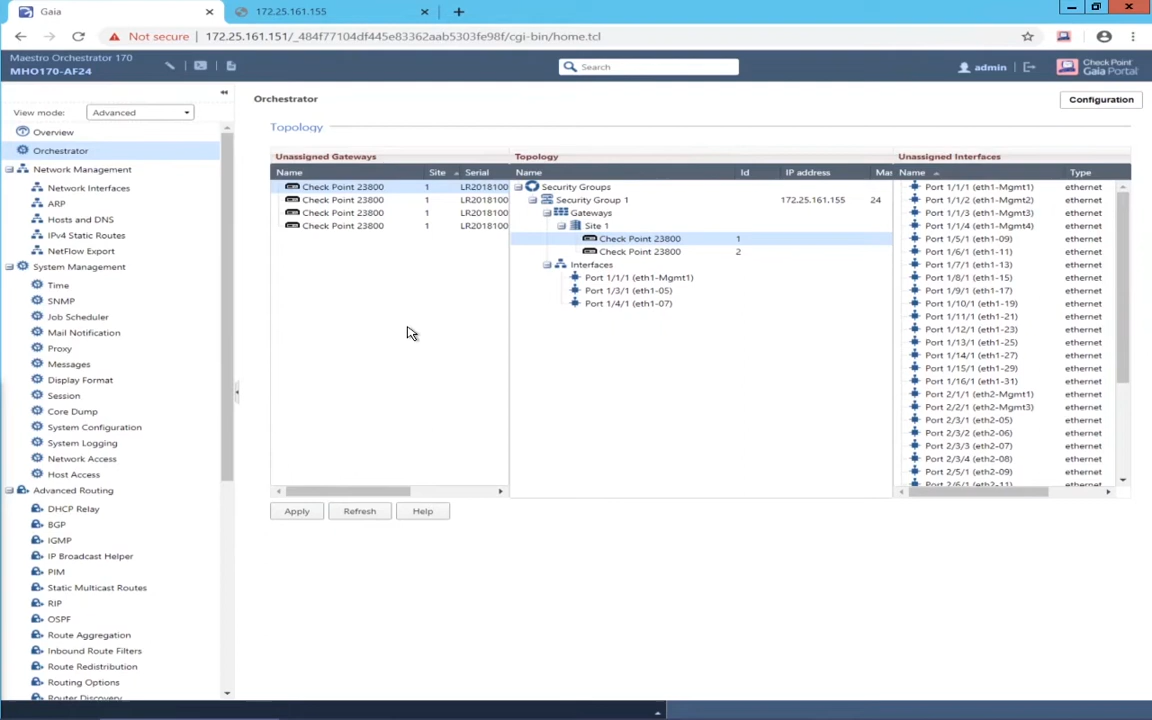 Gaia
172.25.161.155
Not secure 172.25.161.151/_484f77104df445e83362aab5303fe98f/cgi-bin/home.tcl
Maestro Orchestrator 170
MHO170-AF24
Search
admin
Check Point
Gaia Portal
View mode: Advanced
Overview
Orchestrator
Network Management
Network Interfaces
ARP
Hosts and DNS
IPv4 Static Routes
NetFlow Export
System Management
Time
SNMP
Job Scheduler
Mail Notification
Proxy
Messages
Display Format
Session
Core Dump
System Configuration
System Logging
Network Access
Host Access
Advanced Routing
DHCP Relay
BGP
IGMP
IP Broadcast Helper
PIM
Static Multicast Routes
RIP
OSPF
Route Aggregation
Inbound Route Filters
Route Redistribution
Routing Options
Router Discovery
Orchestrator
Configuration
Topology
Unassigned Gateways
Name Site Serial
Check Point 23800 1 LR2018100
Check Point 23800 1 LR2018100
Check Point 23800 1 LR2018100
Check Point 23800 1 LR2018100
Topology
Name Id IP address Mas
Security Groups
Security Group 1 172.25.161.155 24
Gateways
Site 1
Check Point 23800 1
Check Point 23800 2
Interfaces
Port 1/1/1 (eth1-Mgmt1)
Port 1/3/1 (eth1-05)
Port 1/4/1 (eth1-07)
Unassigned Interfaces
Name Type
Port 1/1/1 (eth1-Mgmt1) ethernet
Port 1/1/2 (eth1-Mgmt2) ethernet
Port 1/1/3 (eth1-Mgmt3) ethernet
Port 1/1/4 (eth1-Mgmt4) ethernet
Port 1/5/1 (eth1-09) ethernet
Port 1/6/1 (eth1-11) ethernet
Port 1/7/1 (eth1-13) ethernet
Port 1/8/1 (eth1-15) ethernet
Port 1/9/1 (eth1-17) ethernet
Port 1/10/1 (eth1-19) ethernet
Port 1/11/1 (eth1-21) ethernet
Port 1/12/1 (eth1-23) ethernet
Port 1/13/1 (eth1-25) ethernet
Port 1/14/1 (eth1-27) ethernet
Port 1/15/1 (eth1-29) ethernet
Port 1/16/1 (eth1-31) ethernet
Port 2/1/1 (eth2-Mgmt1) ethernet
Port 2/2/1 (eth2-Mgmt3) ethernet
Port 2/3/1 (eth2-05) ethernet
Port 2/3/2 (eth2-06) ethernet
Port 2/3/3 (eth2-07) ethernet
Port 2/3/4 (eth2-08) ethernet
Port 2/5/1 (eth2-09) ethernet
Port 2/6/1 (eth2-11) ethernet
Apply
Refresh
Help